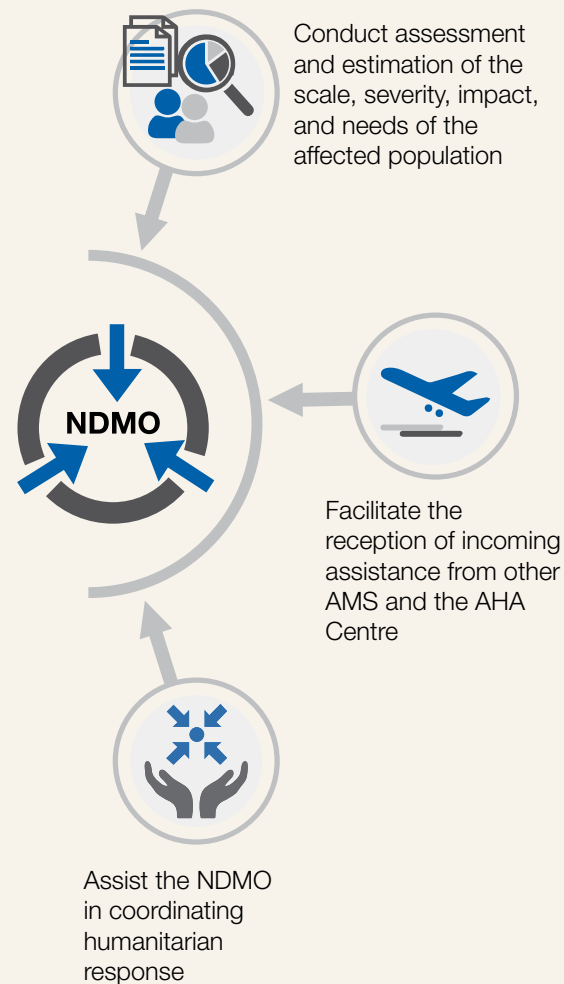 Conduct assessment
and estimation of the
scale, severity, impact,
and needs of the
affected population
NDMO
Facilitate the
reception of incoming
assistance from other
AMS and the AHA
Centre
Assist the NDMO
in coordinating
humanitarian
response